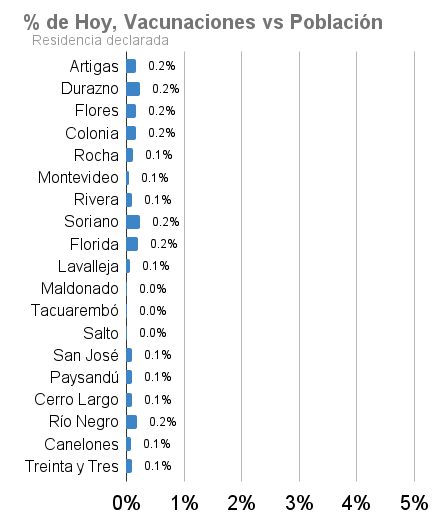 % de Hoy, Vacunaciones vs Población
Residencia declarada
Artigas 0.2%
Durazno 0.2%
Flores 0.2%
Colonia 0.2%
Rocha 0.1%
Montevideo 0.1%
Rivera 0.1%
Soriano 0.2%
Florida 0.2%
Lavalleja 0.1%
Maldonado 0.0%
Tacuarembó 0.0%
Salto 0.0%
San José 0.1%
Paysandú 0.1%
Cerro Largo 0.1%
Río Negro 0.2%
Canelones 0.1%
Treinta y Tres 0.1%
0% 1% 2% 3% 4% 5%